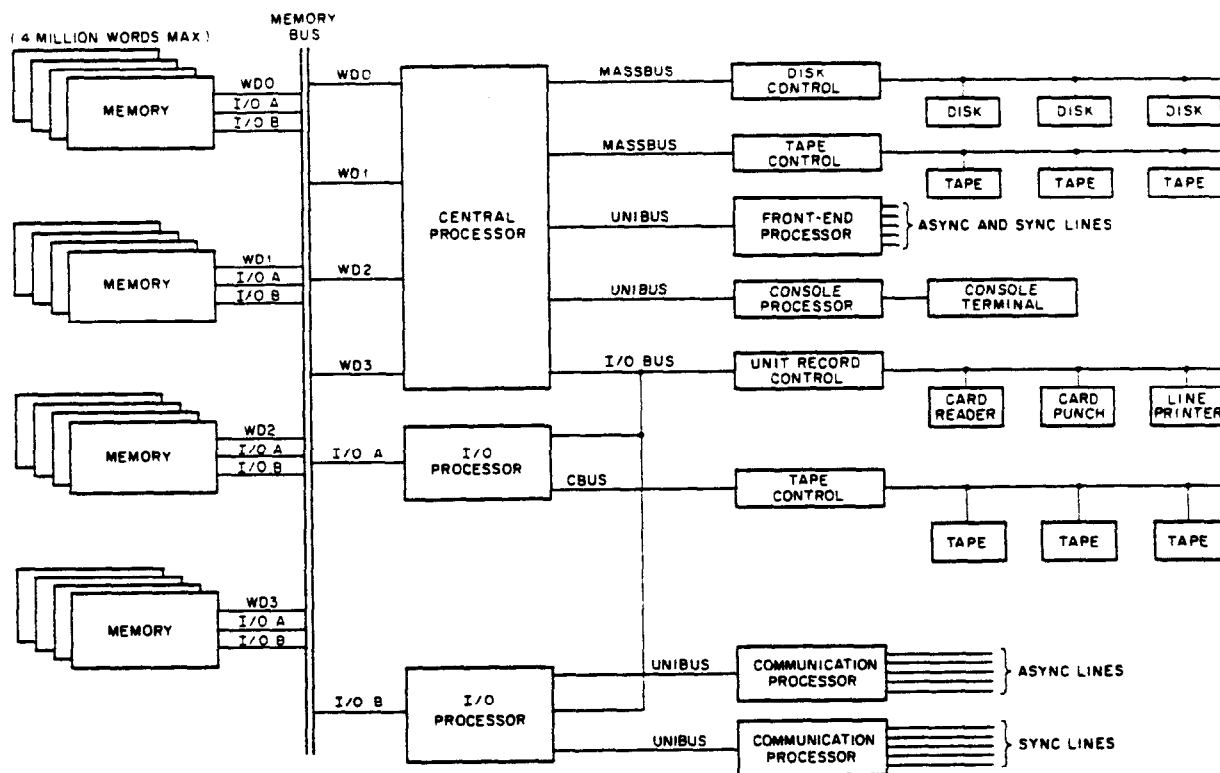 MEMORY
BUS
(4 MILLION WORDS MAX)
MEMORY
WD0
I/O A
I/O B
WD0
WD1
WD2
WD3
CENTRAL
PROCESSOR
MASSBUS
DISK
CONTROL
DISK
DISK
DISK
MASSBUS
TAPE CONTROL
TAPE
TAPE
TAPE
UNIBUS
FRONT-END
PROCESSOR
ASYNC AND SYNC LINES
MEMORY
WD1
I/O A
I/O B
UNIBUS
CONSOLE
PROCESSOR
CONSOLE
TERMINAL
I/O BUS
UNIT RECORD
CONTROL
CARD
READER
CARD
PUNCH
LINE
PRINTER
MEMORY
WD2
I/O A
I/O B
I/O A
I/O
PROCESSOR
CBUS
TAPE
CONTROL
TAPE
TAPE
TAPE
MEMORY
WD3
I/O A
I/O B
I/O B
I/O
PROCESSOR
UNIBUS
COMMUNICATION
PROCESSOR
ASYNC LINES
UNIBUS
COMMUNICATION
PROCESSOR
SYNC LINES